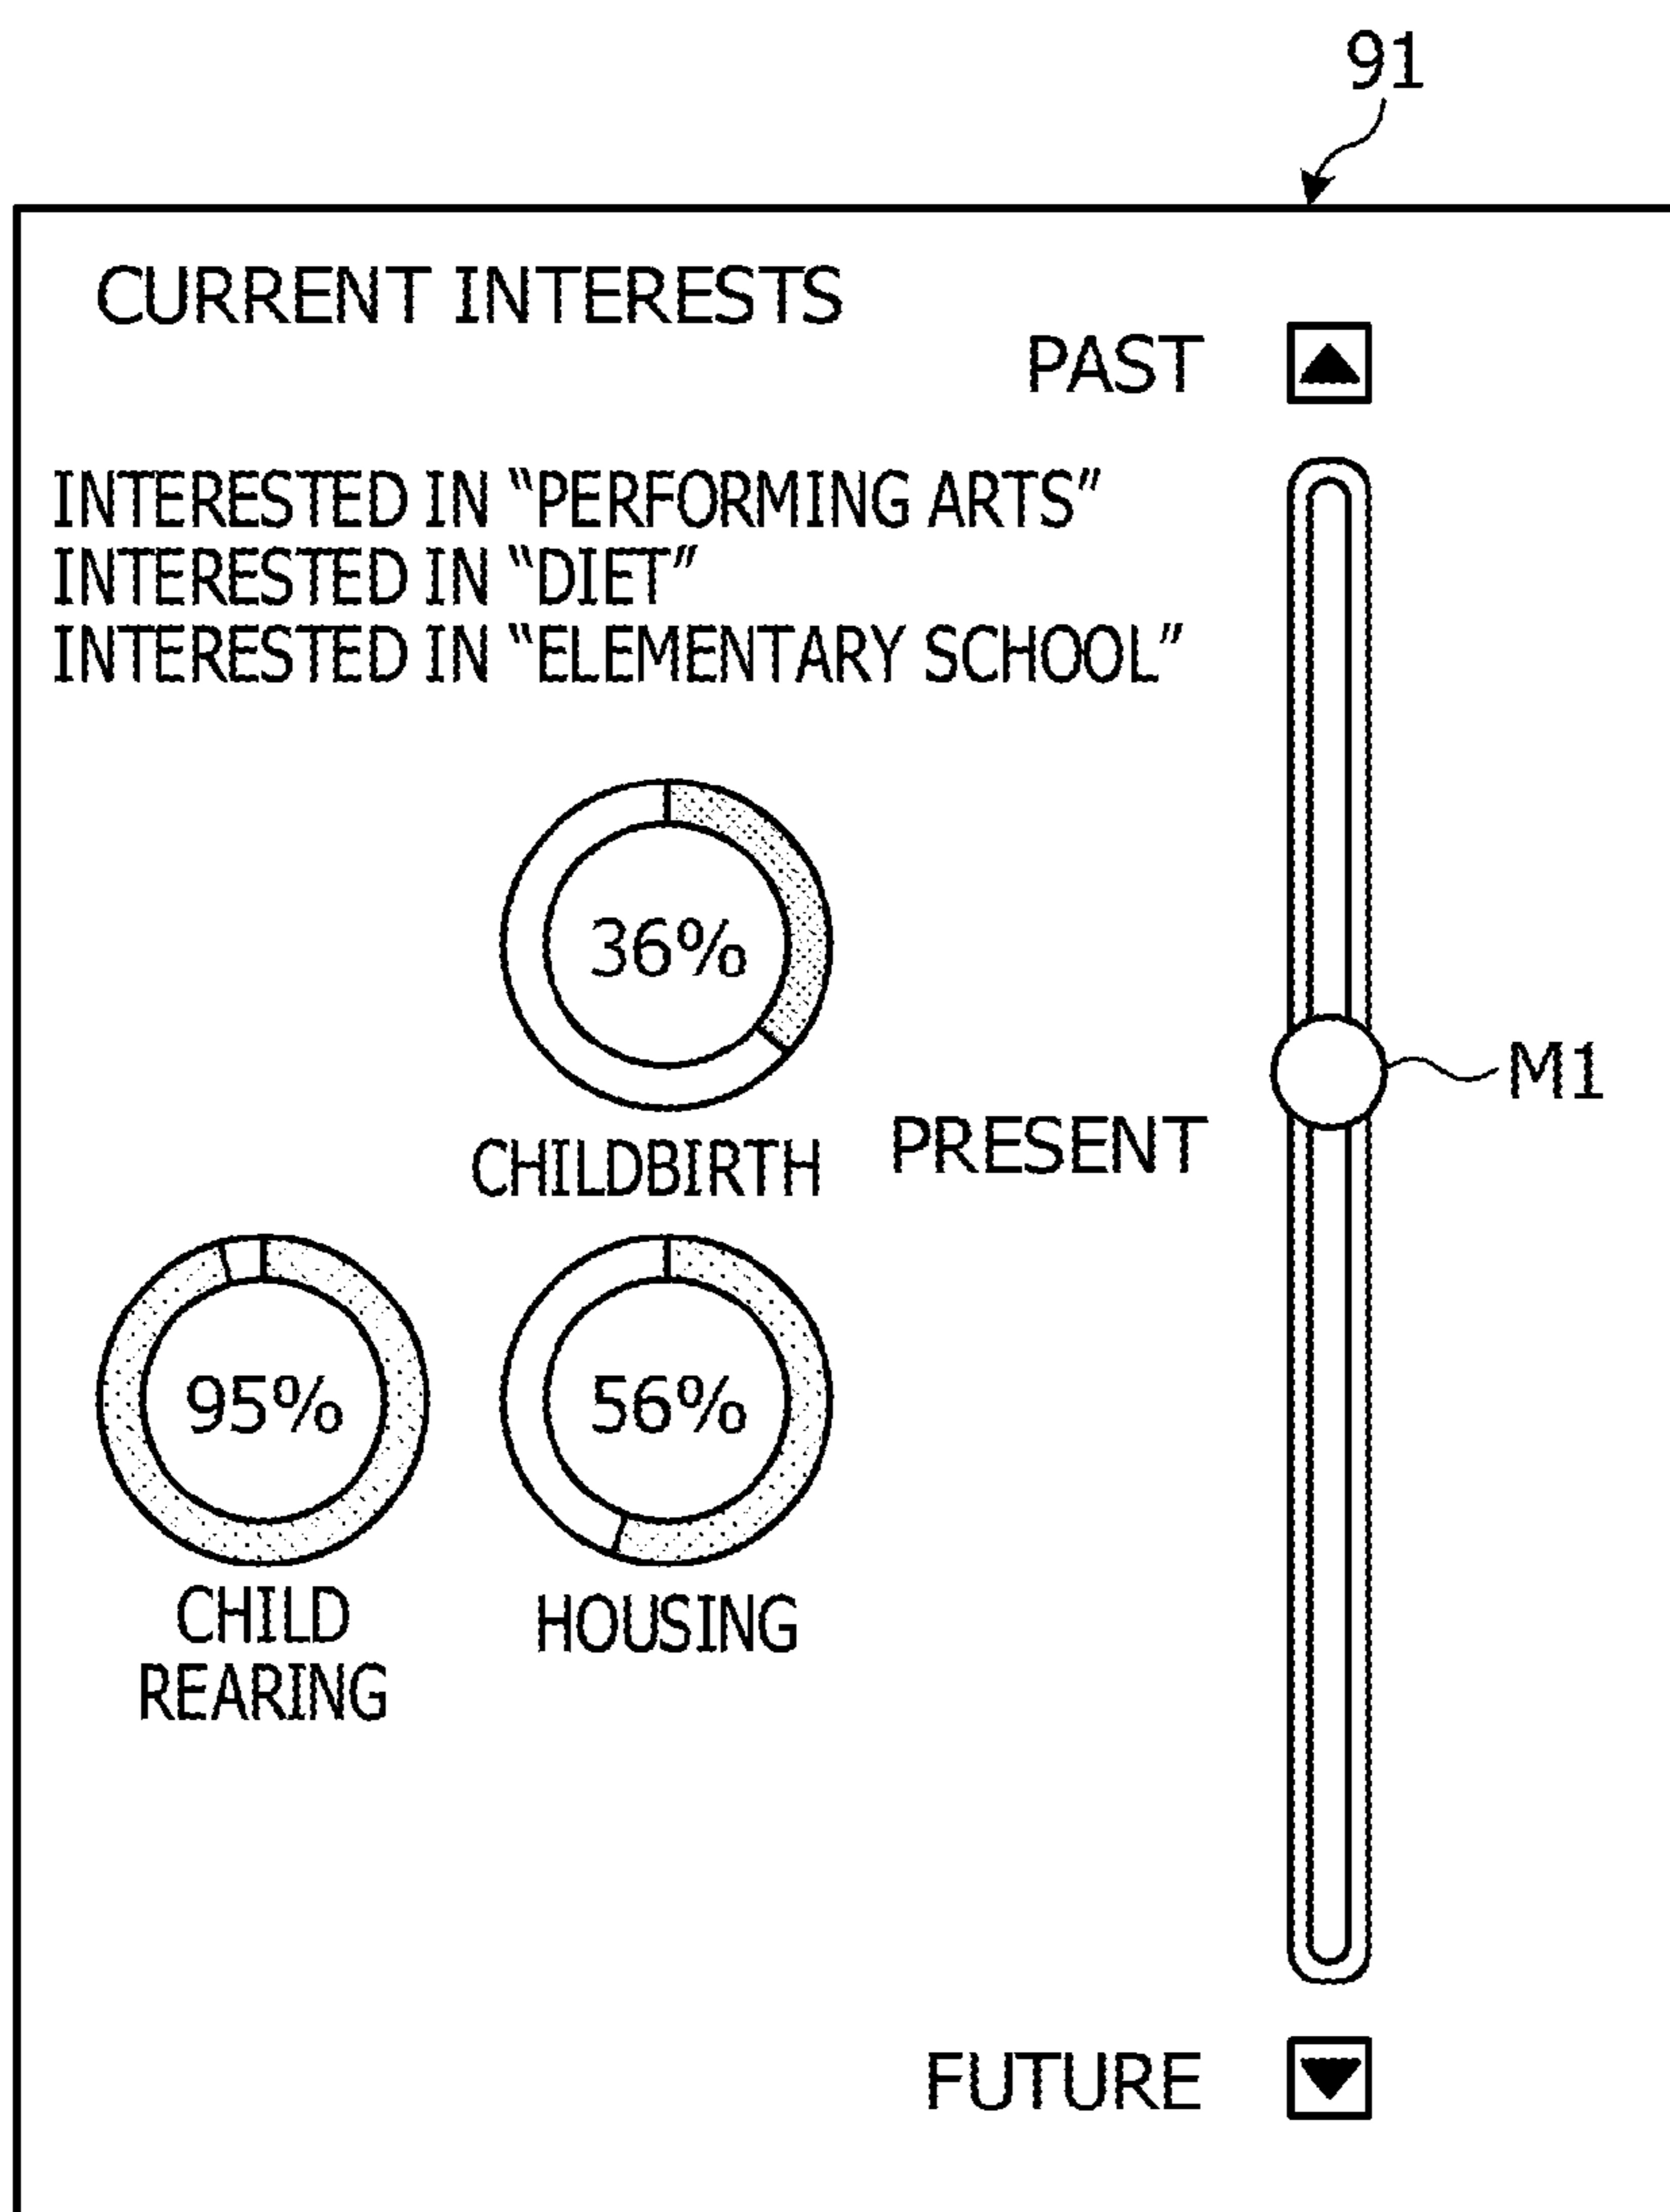 91
CURRENT INTERESTS
PAST
INTERESTED IN “PERFORMING ARTS”
INTERESTED IN “DIET”
INTERESTED IN “ELEMENTARY SCHOOL”
36%
CHILDBIRTH
M1
PRESENT
95%
CHILD
REARING
56%
HOUSING
FUTURE